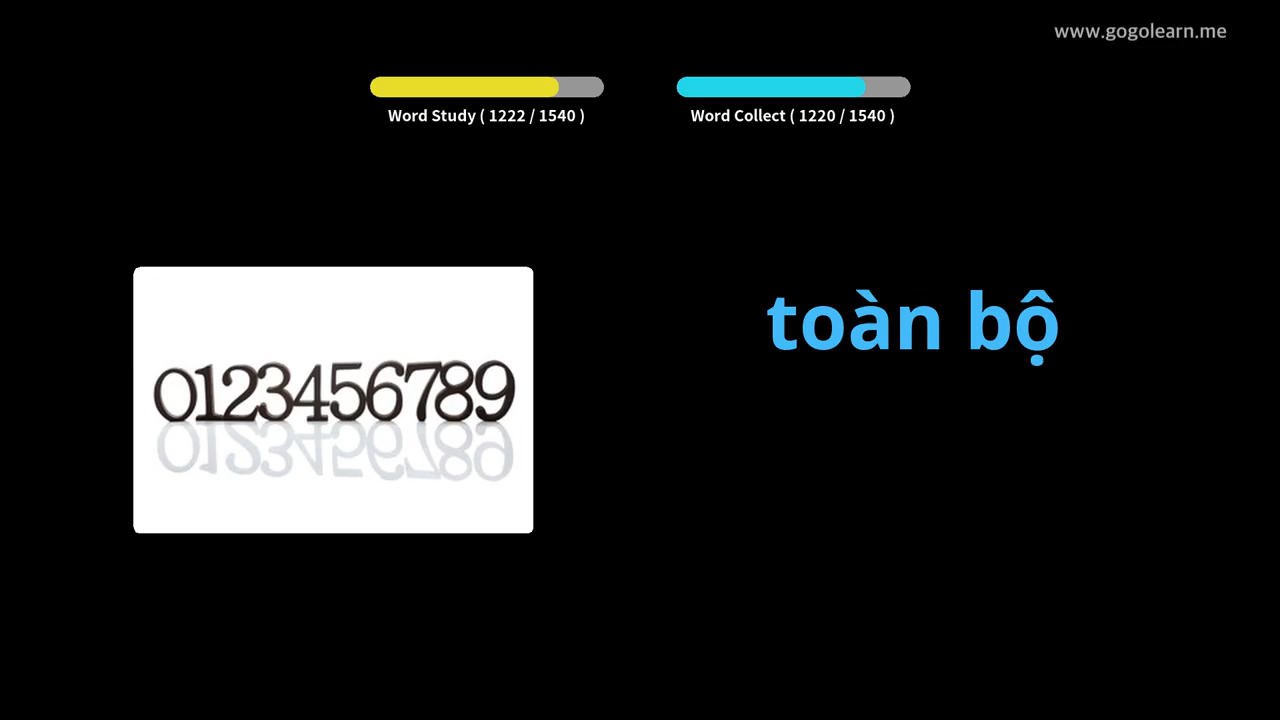 www.gogolearn.me
Word Study ( 1222 / 1540 )
Word Collect ( 1220 / 1540 )
toàn bộ
0123456789